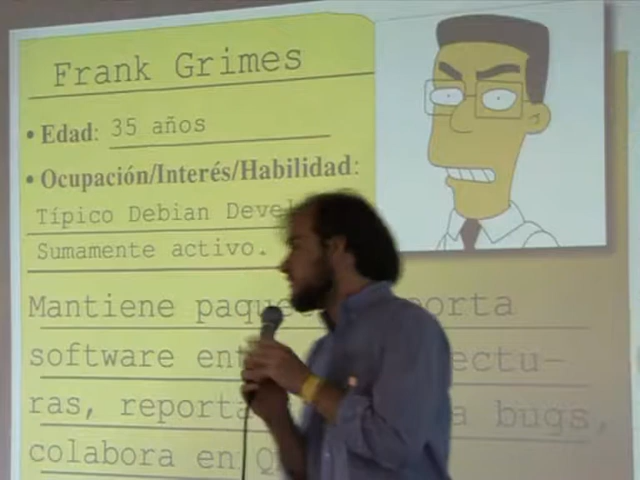 Frank Grimes
• Edad: 35 años
• Ocupación/Interés/Habilidad:
Típico Debian Devel
Sumamente activo.
Mantiene paque porta
software en ectu-
ras, reporta a bugs,
colabora en Q